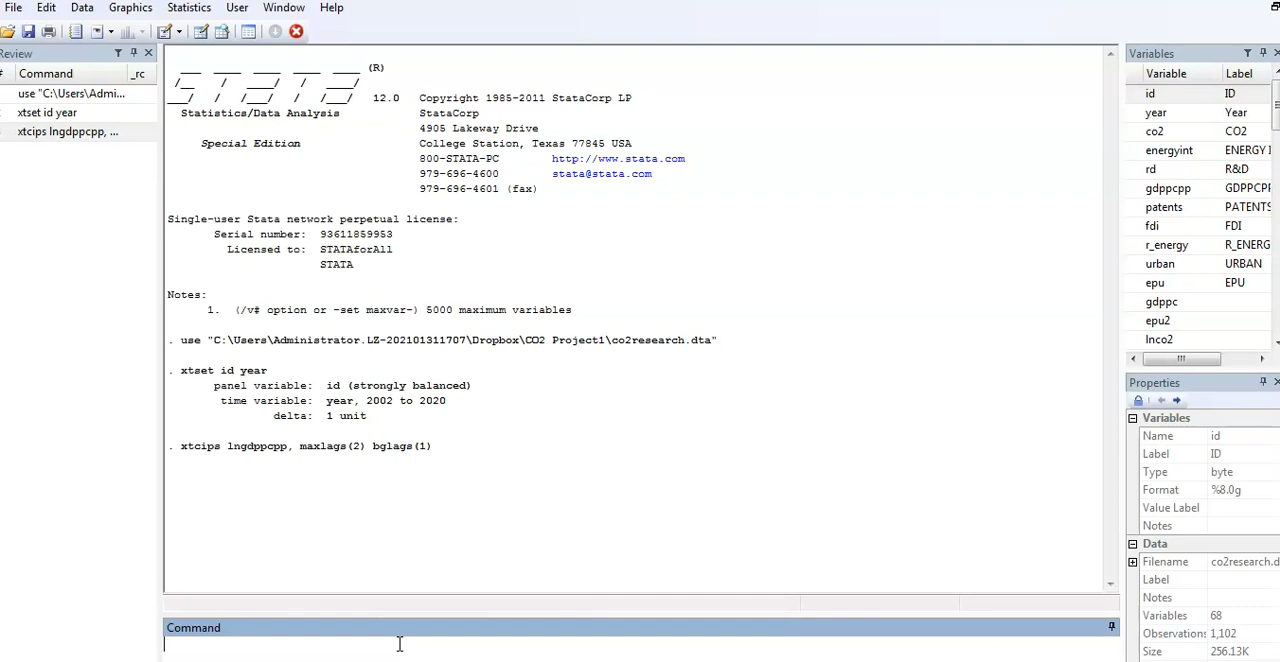 File Edit Data Graphics Statistics User Window Help
Review
# Command _rc
use "C:\Users\Admi...
xtset id year
xtcips lngdppcpp, ...
(R)
STATA 12.0 Copyright 1985-2011 StataCorp LP
Statistics/Data Analysis StataCorp
4905 Lakeway Drive
Special Edition College Station, Texas 77845 USA
800-STATA-PC http://www.stata.com
979-696-4600 stata@stata.com
979-696-4601 (fax)
Single-user Stata network perpetual license:
Serial number: 93611859953
Licensed to: STATAforAll
STATA
Notes:
1. (/v# option or -set maxvar-) 5000 maximum variables
. use "C:\Users\Administrator.LZ-202101311707\Dropbox\CO2 Project1\co2research.dta"
. xtset id year
panel variable: id (strongly balanced)
time variable: year, 2002 to 2020
delta: 1 unit
. xtcips lngdppcpp, maxlags(2) bglags(1)
Command
Variables
Variable Label
id ID
year Year
co2 CO2
energyint ENERGY I
rd R&D
gdppcpp GDPPCP
patents PATENTS
fdi FDI
r_energy R_ENERG
urban URBAN
epu EPU
gdppc
epu2
lnco2
Properties
Variables
Name id
Label ID
Type byte
Format %8.0g
Value Label
Notes
Data
Filename co2research.d
Label
Notes
Variables 68
Observations 1,102
Size 256.13K